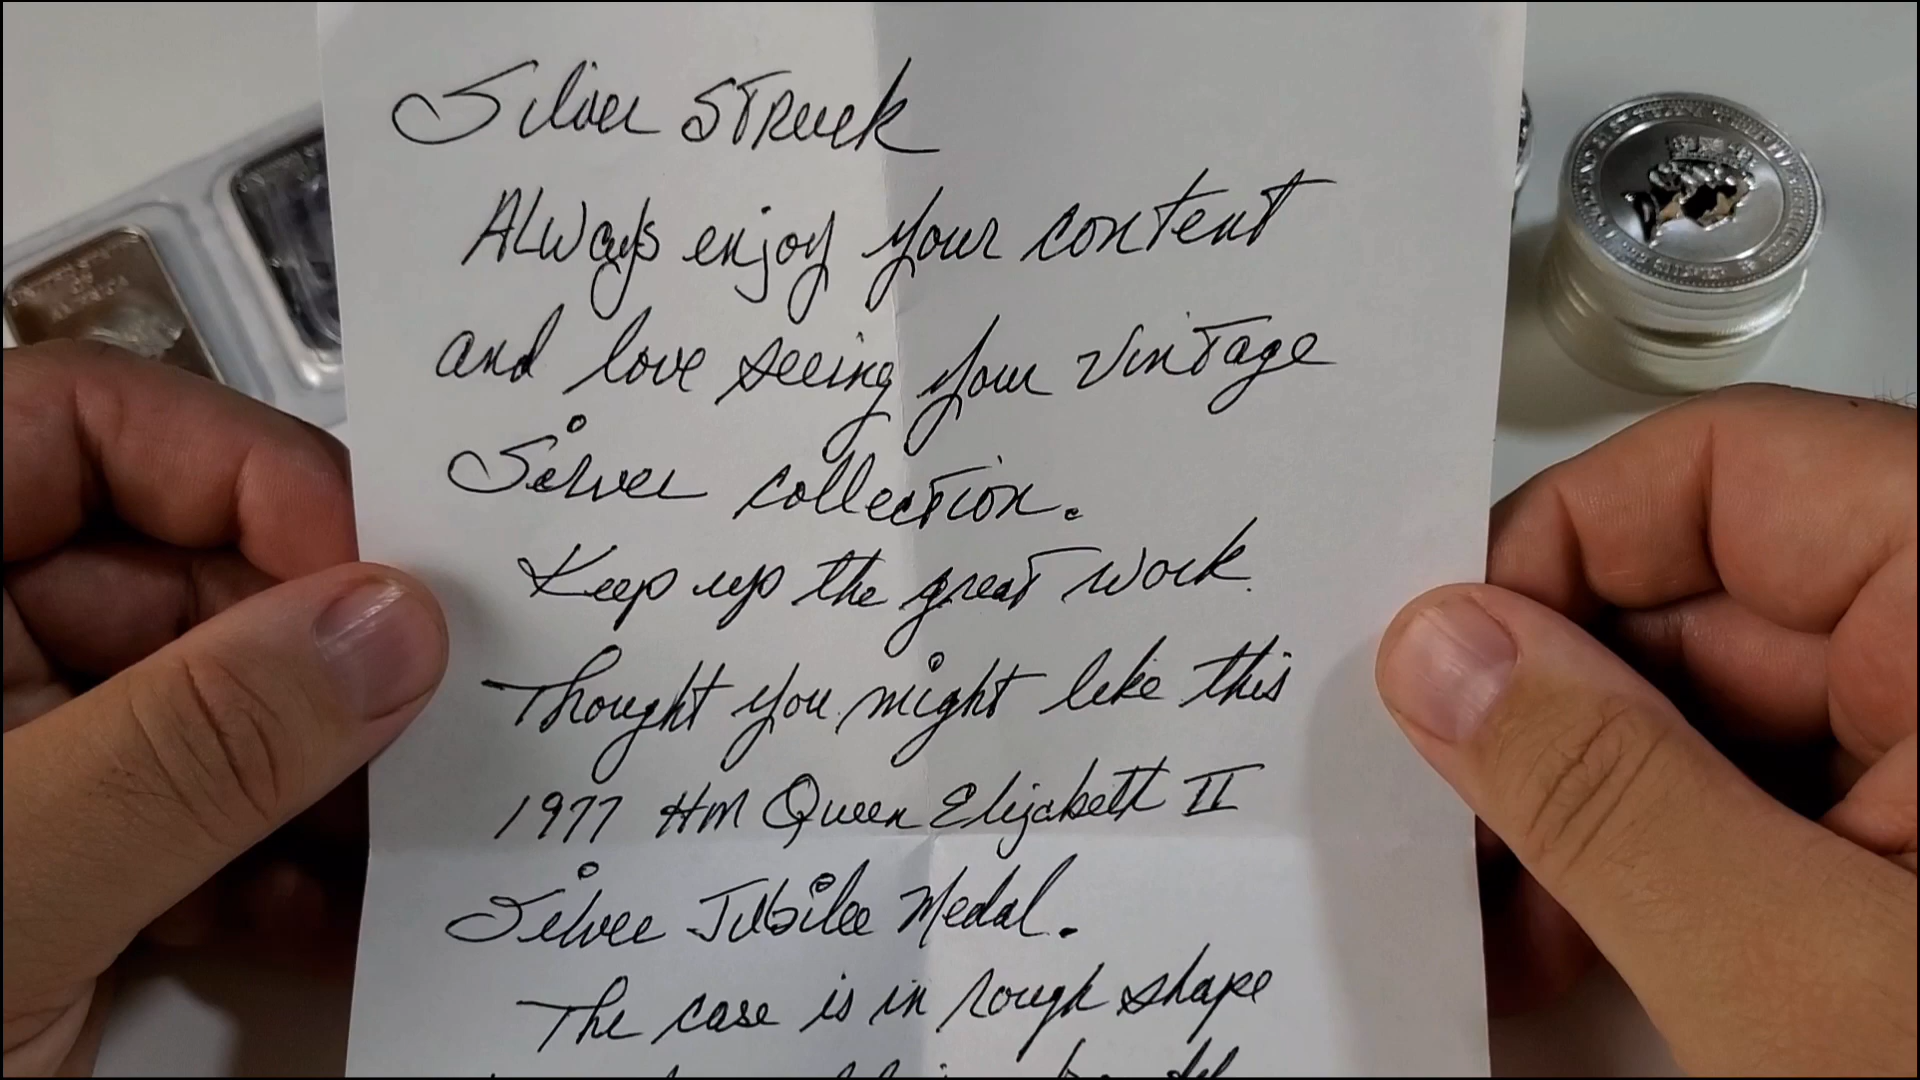 Silver STRuck
ALways enjoy your content
and love seeing your vintage
Silver collection.
Keep up the great work.
Thought you might like this
1977 HM Queen Elizabeth II
Silver Jubilee Medal.
The case is in rough shape